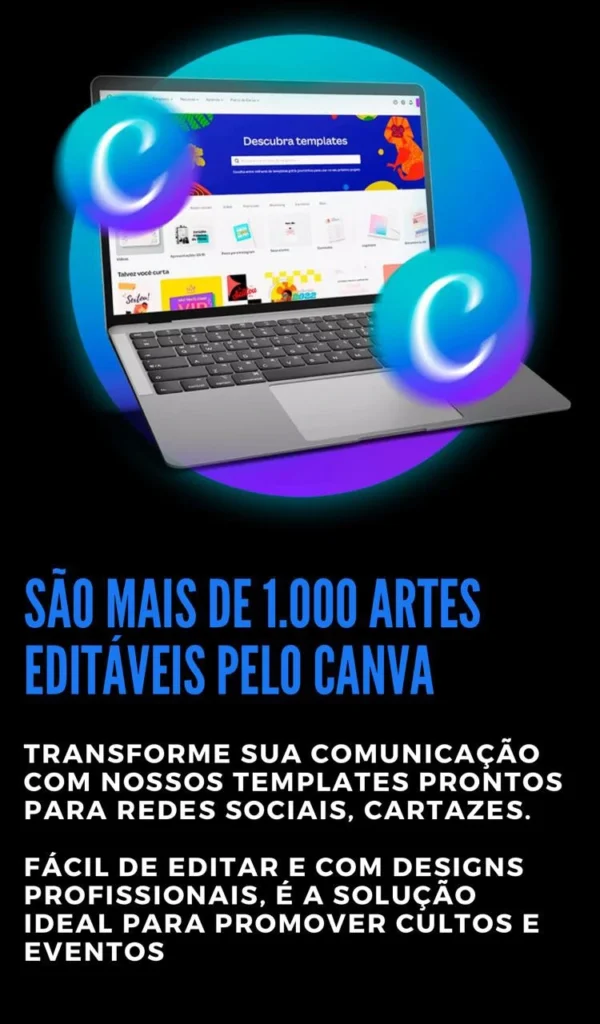 Descubra templates
Talvez você curta
SÃO MAIS DE 1.000 ARTES
EDITÁVEIS PELO CANVA
TRANSFORME SUA COMUNICAÇÃO
COM NOSSOS TEMPLATES PRONTOS
PARA REDES SOCIAIS, CARTAZES.
FÁCIL DE EDITAR E COM DESIGNS
PROFISSIONAIS, É A SOLUÇÃO
IDEAL PARA PROMOVER CULTOS E
EVENTOS